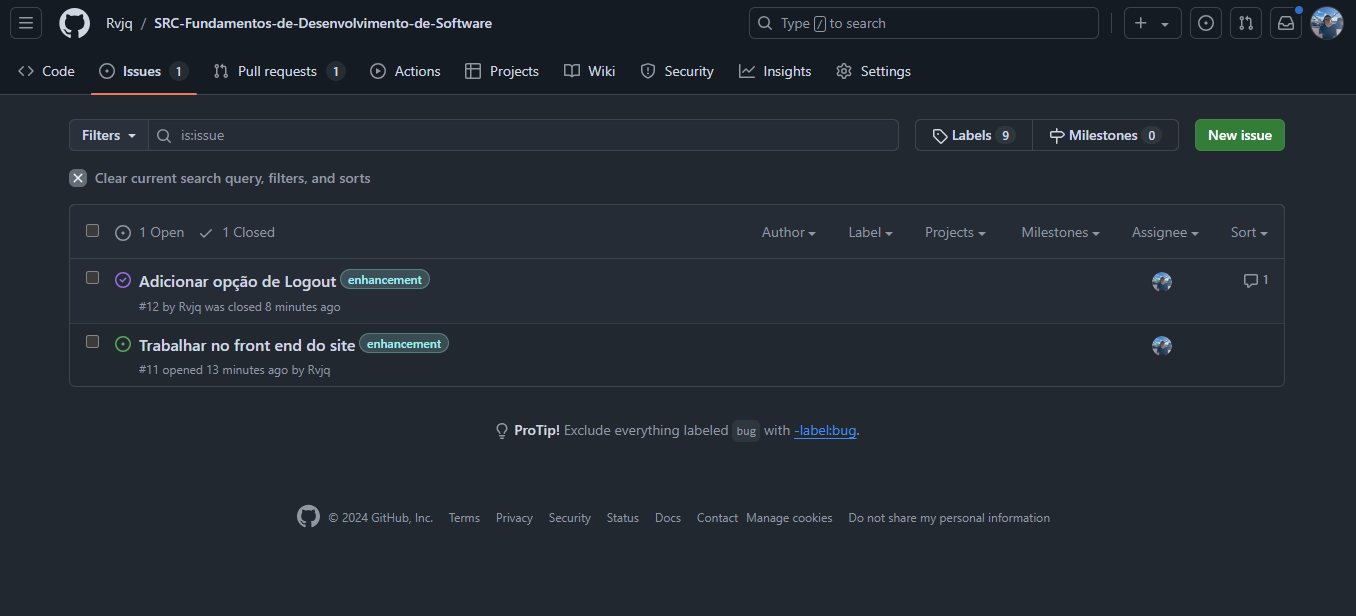 Rvjq / SRC-Fundamentos-de-Desenvolvimento-de-Software Type / to search
Code Issues 1 Pull requests 1 Actions Projects Wiki Security Insights Settings
Filters is:issue Labels 9 Milestones 0 New issue
Clear current search query, filters, and sorts
1 Open 1 Closed Author Label Projects Milestones Assignee Sort
Adicionar opção de Logout enhancement 1
#12 by Rvjq was closed 8 minutes ago
Trabalhar no front end do site enhancement
#11 opened 13 minutes ago by Rvjq
ProTip! Exclude everything labeled bug with -label:bug.
© 2024 GitHub, Inc. Terms Privacy Security Status Docs Contact Manage cookies Do not share my personal information